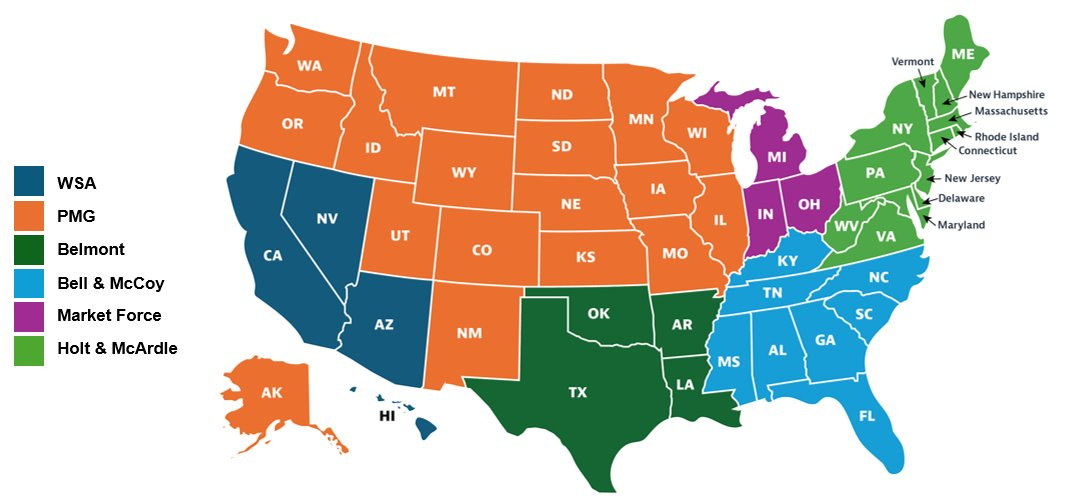 WSA
PMG
Belmont
Bell & McCoy
Market Force
Holt & McArdle
WA
OR
ID
MT
WY
UT
CO
NM
ND
SD
NE
KS
MN
IA
MO
WI
IL
AK
CA
NV
AZ
HI
OK
TX
AR
LA
MI
IN
OH
KY
TN
NC
SC
MS
AL
GA
FL
ME
Vermont
New Hampshire
Massachusetts
Rhode Island
Connecticut
NY
PA
New Jersey
Delaware
Maryland
WV
VA